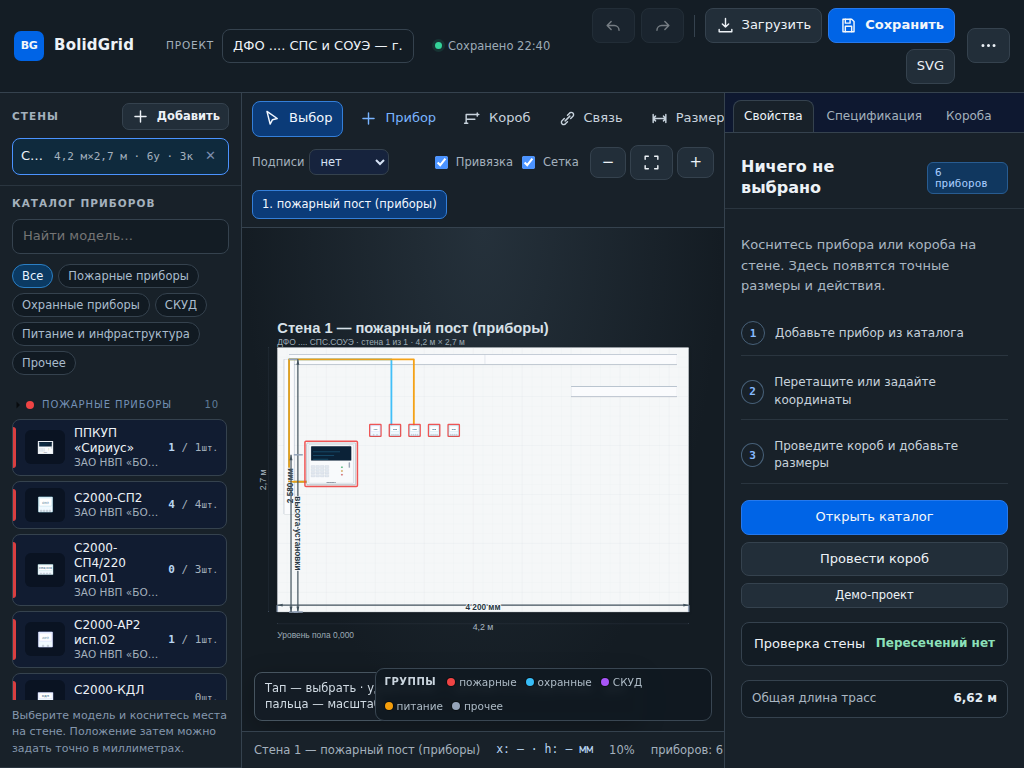 BG BolidGrid
ПРОЕКТ ДФО .... СПС и СОУЭ — г.
Сохранено 22:40
Загрузить
Сохранить
SVG
СТЕНЫ
Добавить
С... 4,2 м×2,7 м · 6у · 3к ✕
КАТАЛОГ ПРИБОРОВ
Найти модель...
Все
Пожарные приборы
Охранные приборы
СКУД
Питание и инфраструктура
Прочее
ПОЖАРНЫЕ ПРИБОРЫ 10
ППКУП «Сириус»
ЗАО НВП «БО...
1 / 1шт.
С2000-СП2
ЗАО НВП «БО...
4 / 4шт.
С2000-СП4/220 исп.01
ЗАО НВП «БО...
0 / 3шт.
С2000-АР2 исп.02
ЗАО НВП «БО...
1 / 1шт.
С2000-КДЛ
Выберите модель и коснитесь места
на стене. Положение затем можно
задать точно в миллиметрах.
Выбор
Прибор
Короб
Связь
Размер
Подписи нет
Привязка
Сетка
− +
1. пожарный пост (приборы)
Стена 1 — пожарный пост (приборы)
ДФО .... СПС.СОУЭ · стена 1 из 1 · 4,2 м × 2,7 м
2,7 м
2 580 мм
высота установки
4 200 мм
4,2 м
Уровень пола 0,000
Тап — выбрать · у
пальца — масшта
ГРУППЫ пожарные охранные СКУД
питание прочее
Стена 1 — пожарный пост (приборы) x: — · h: — мм 10% приборов: 6
Свойства
Спецификация
Короба
Ничего не
выбрано
6
приборов
Коснитесь прибора или короба на
стене. Здесь появятся точные
размеры и действия.
1 Добавьте прибор из каталога
2 Перетащите или задайте
координаты
3 Проведите короб и добавьте
размеры
Открыть каталог
Провести короб
Демо-проект
Проверка стены Пересечений нет
Общая длина трасс 6,62 м